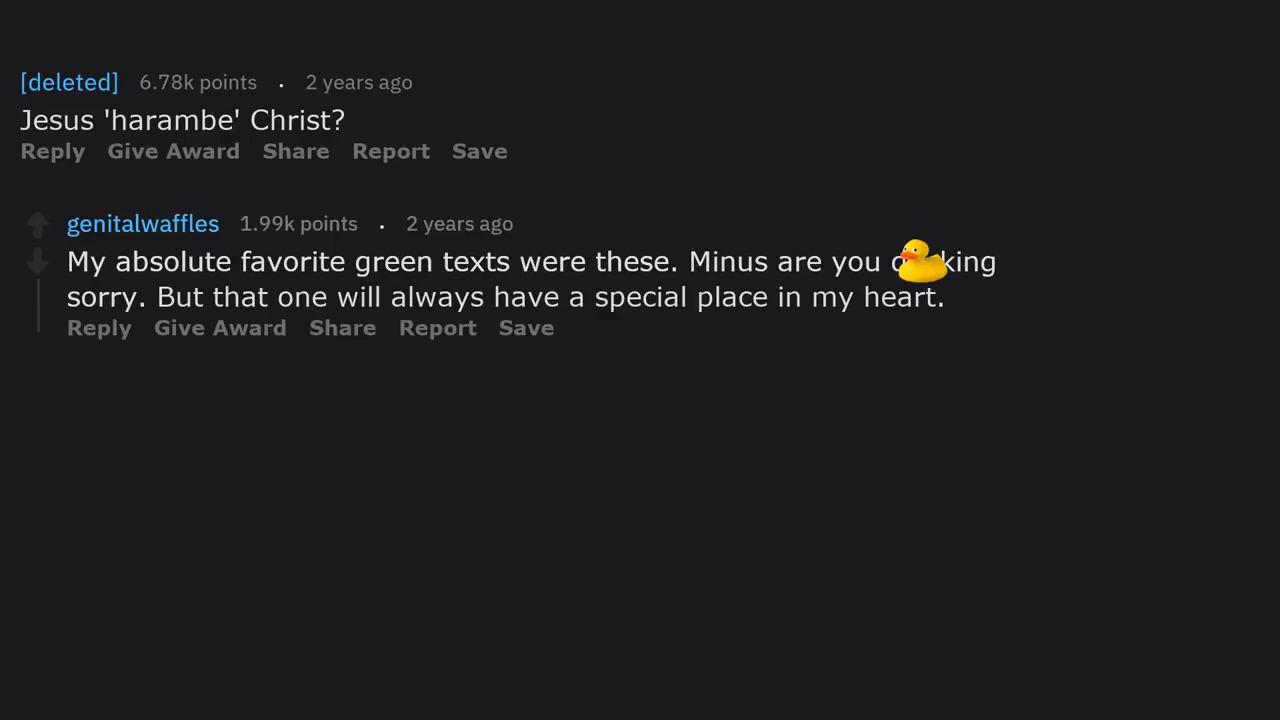 [deleted] 6.78k points . 2 years ago
Jesus 'harambe' Christ?
Reply Give Award Share Report Save
genitalwaffles 1.99k points . 2 years ago
My absolute favorite green texts were these. Minus are you
sorry. But that one will always have a special place in my heart.
Reply Give Award Share Report Save